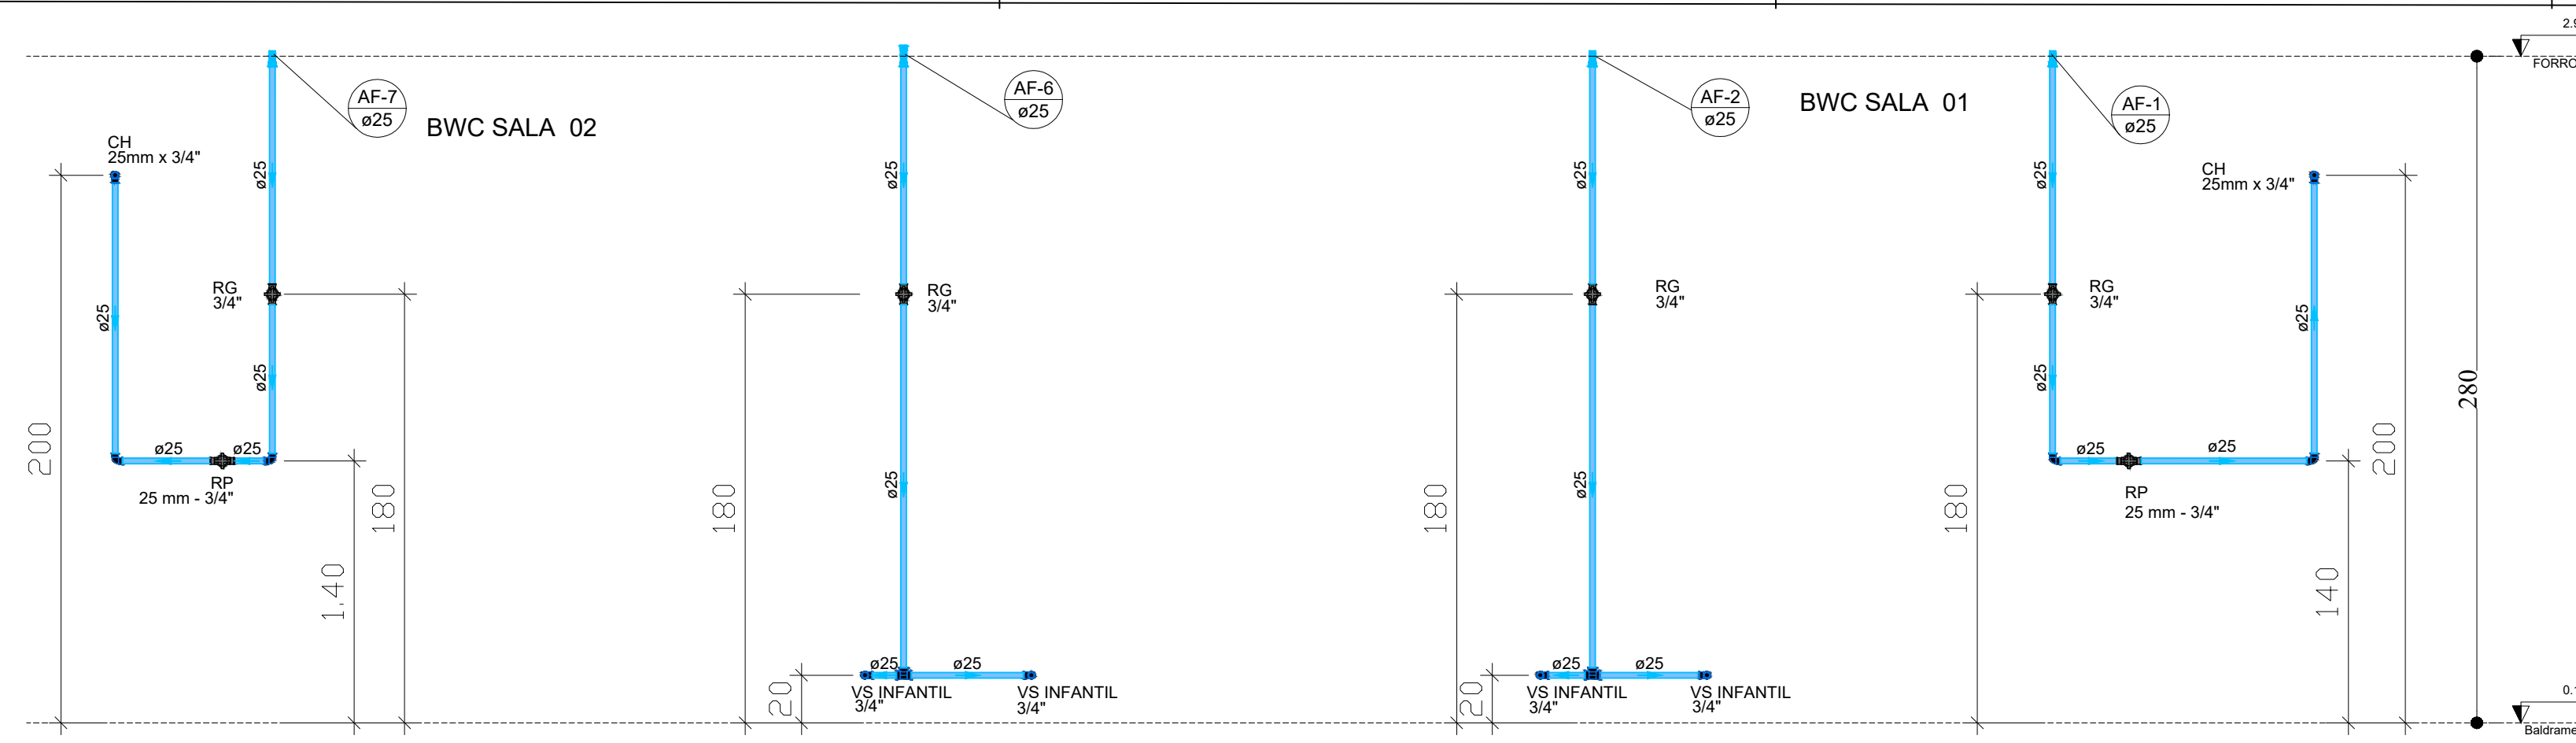 AF-7
ø25
BWC SALA 02
CH
25mm x 3/4"
ø25
ø25
RG
3/4"
ø25
ø25
ø25
RP
25 mm - 3/4"
200
1.40
180
AF-6
ø25
ø25
RG
3/4"
ø25
180
20
ø25
ø25
VS INFANTIL
3/4"
VS INFANTIL
3/4"
AF-2
ø25
BWC SALA 01
ø25
RG
3/4"
ø25
180
20
ø25
ø25
VS INFANTIL
3/4"
VS INFANTIL
3/4"
AF-1
ø25
ø25
RG
3/4"
ø25
180
ø25
ø25
RP
25 mm - 3/4"
CH
25mm x 3/4"
ø25
140
200
280
FORRO
Baldrame